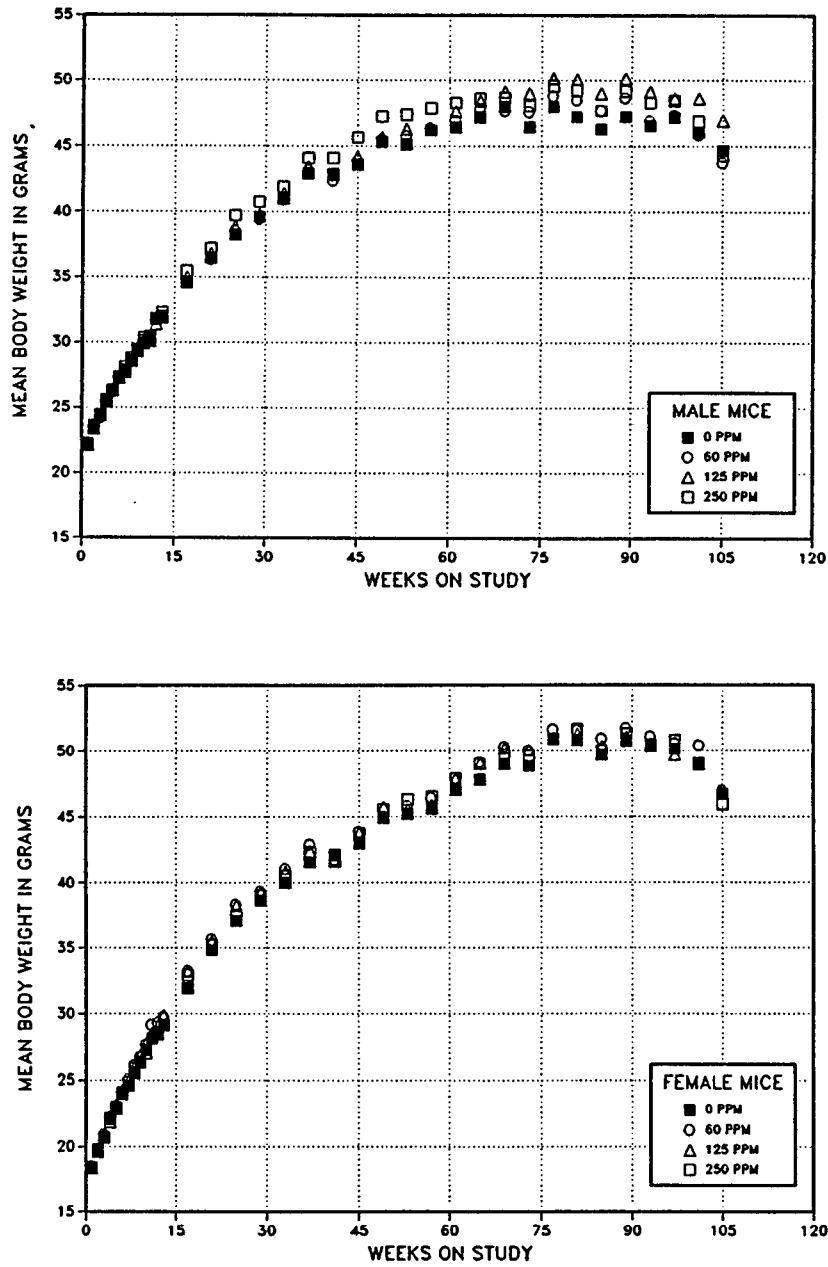 55
50
45
40
35
30
25
20
15
MEAN BODY WEIGHT IN GRAMS
MALE MICE
0 PPM
60 PPM
125 PPM
250 PPM
0 15 30 45 60 75 90 105 120
WEEKS ON STUDY
55
50
45
40
35
30
25
20
15
MEAN BODY WEIGHT IN GRAMS
FEMALE MICE
0 PPM
60 PPM
125 PPM
250 PPM
0 15 30 45 60 75 90 105 120
WEEKS ON STUDY